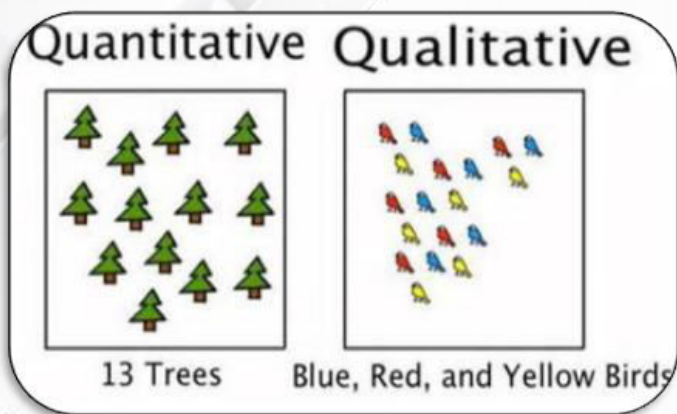 Quantitative Qualitative
13 Trees
Blue, Red, and Yellow Birds